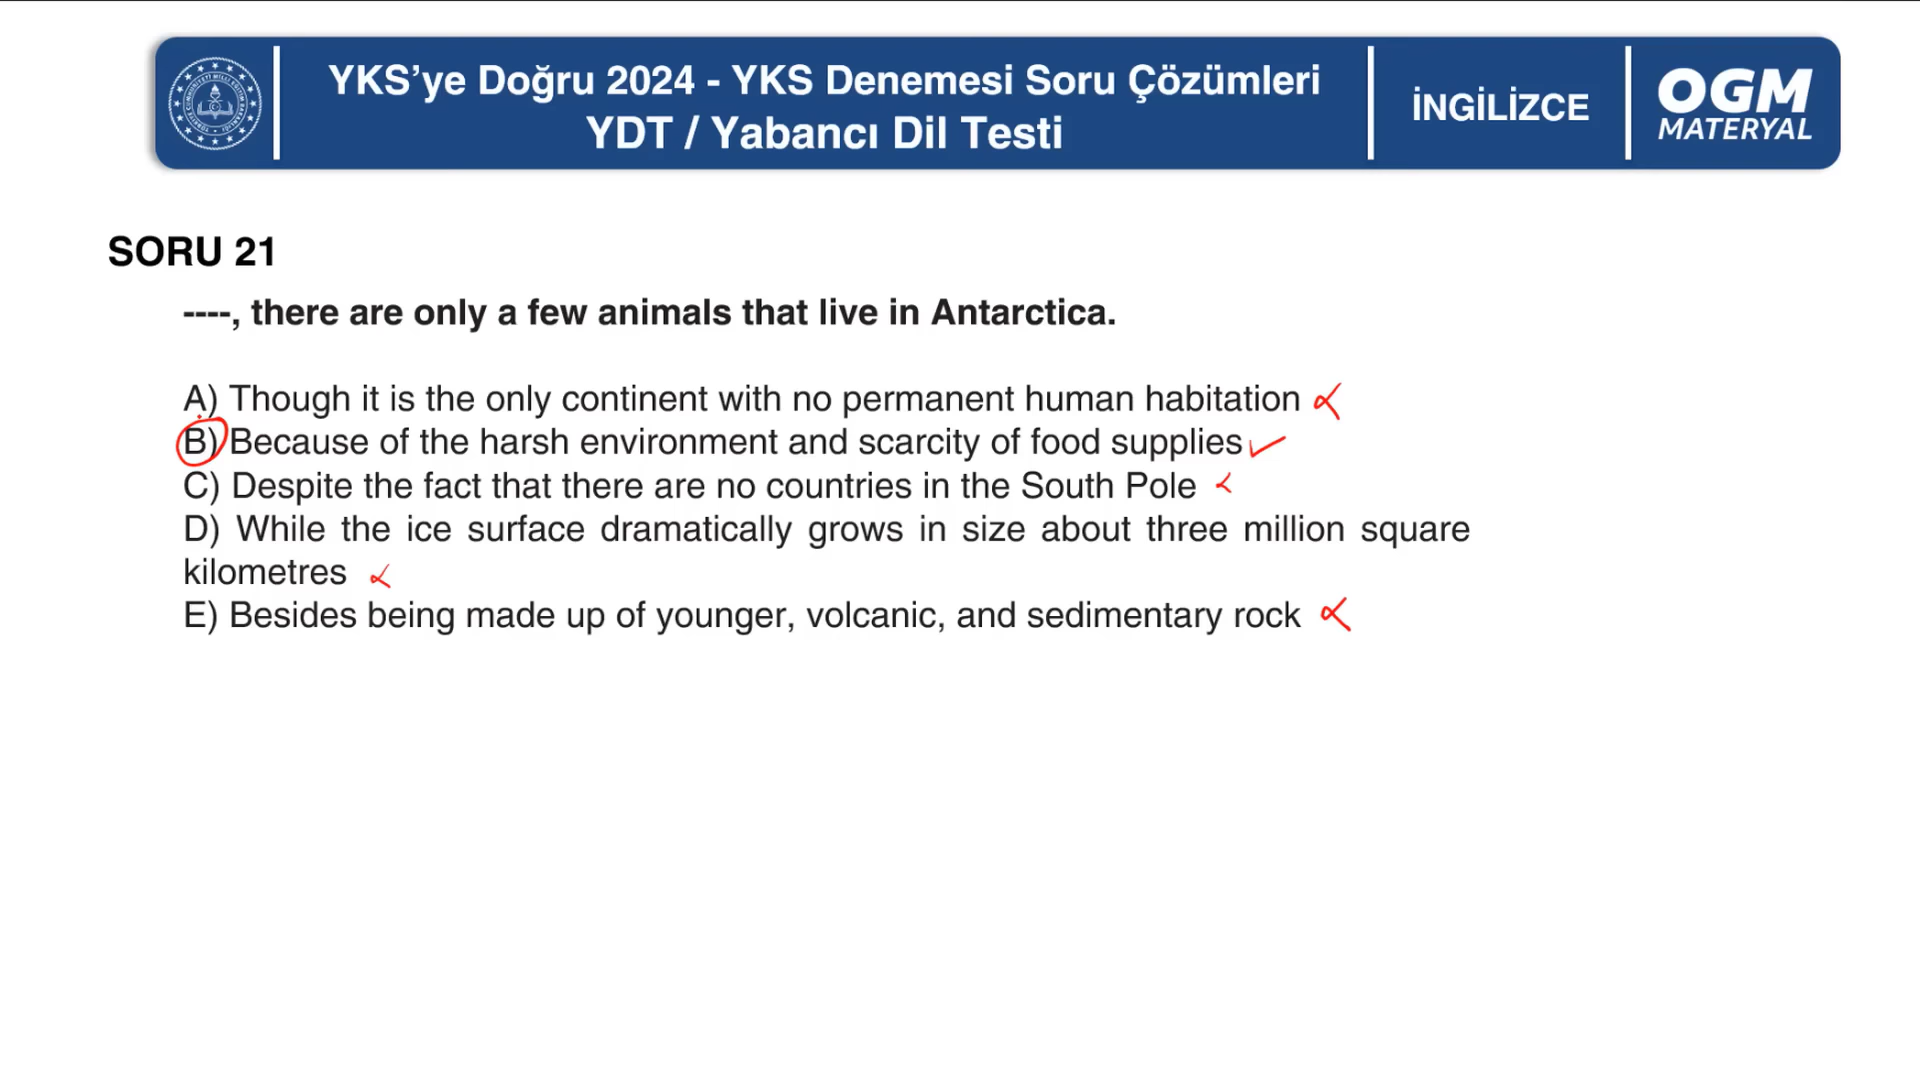 YKS’ye Doğru 2024 - YKS Denemesi Soru Çözümleri
YDT / Yabancı Dil Testi
İNGİLİZCE
OGM
MATERYAL
SORU 21
----, there are only a few animals that live in Antarctica.
A) Though it is the only continent with no permanent human habitation
B) Because of the harsh environment and scarcity of food supplies
C) Despite the fact that there are no countries in the South Pole
D) While the ice surface dramatically grows in size about three million square
kilometres
E) Besides being made up of younger, volcanic, and sedimentary rock